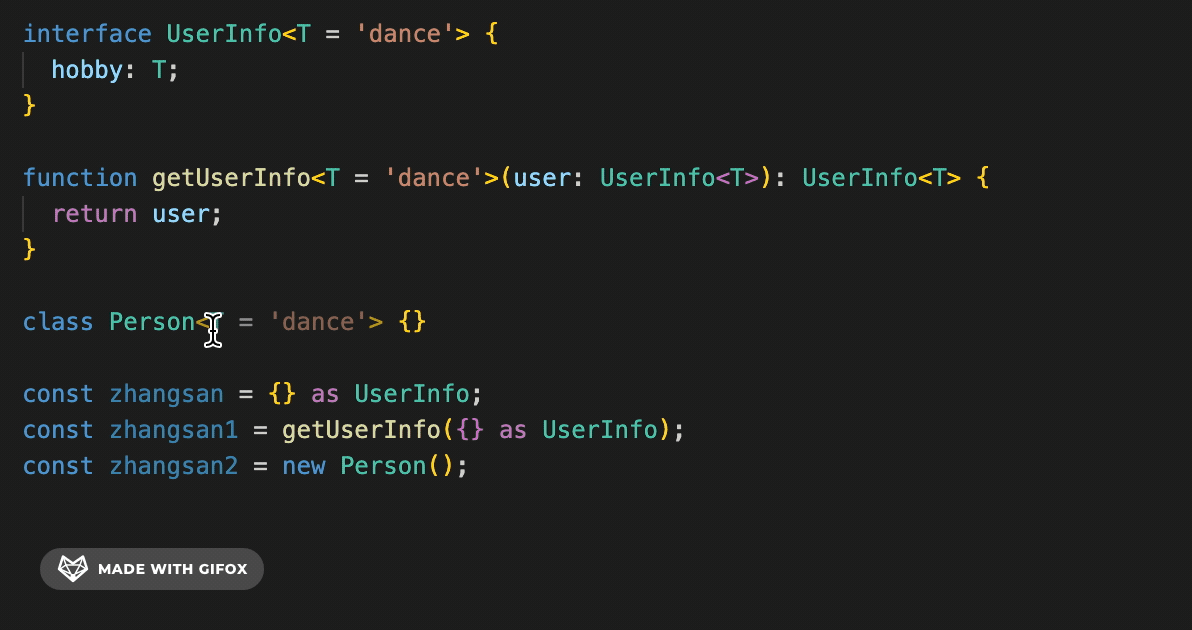 interface UserInfo<T = 'dance'> {
hobby: T;
}
function getUserInfo<T = 'dance'>(user: UserInfo<T>): UserInfo<T> {
return user;
}
class Person<T = 'dance'> {}
const zhangsan = {} as UserInfo;
const zhangsan1 = getUserInfo({} as UserInfo);
const zhangsan2 = new Person();
MADE WITH GIFOX